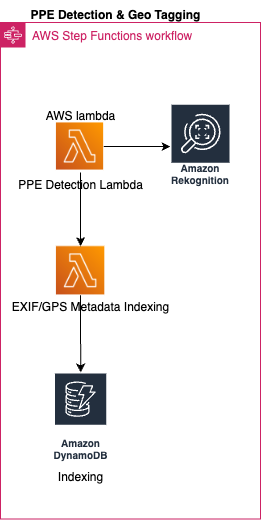 PPE Detection & Geo Tagging
AWS Step Functions workflow
AWS lambda
PPE Detection Lambda
Amazon
Rekognition
EXIF/GPS Metadata Indexing
Amazon
DynamoDB
Indexing